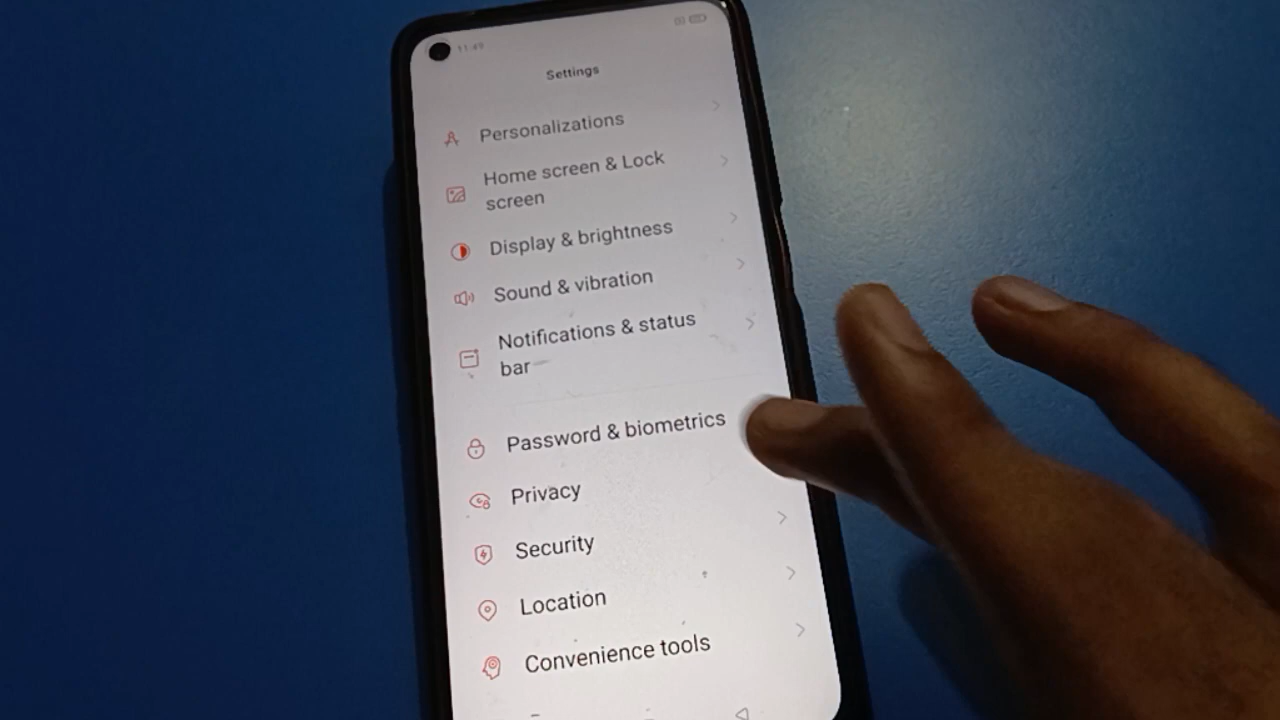 11:49
Settings
Personalizations
Home screen & Lock
screen
Display & brightness
Sound & vibration
Notifications & status
bar
Password & biometrics
Privacy
Security
Location
Convenience tools